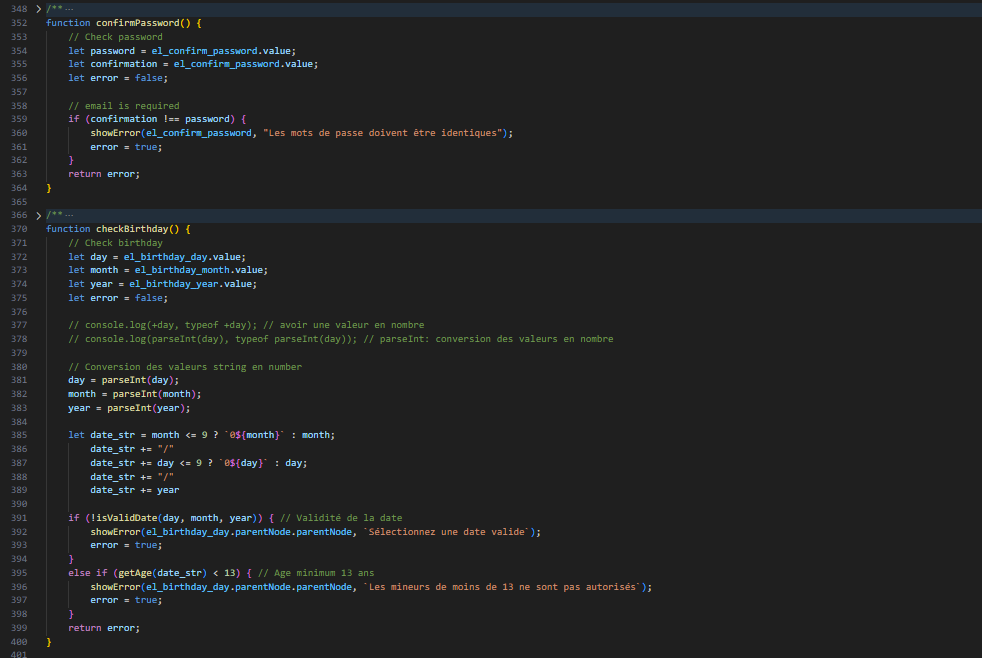 348 > /** ···
352 function confirmPassword() {
353 // Check password
354 let password = el_confirm_password.value;
355 let confirmation = el_confirm_password.value;
356 let error = false;
357
358 // email is required
359 if (confirmation !== password) {
360 showError(el_confirm_password, "Les mots de passe doivent être identiques");
361 error = true;
362 }
363 return error;
364 }
365
366 > /** ···
370 function checkBirthday() {
371 // Check birthday
372 let day = el_birthday_day.value;
373 let month = el_birthday_month.value;
374 let year = el_birthday_year.value;
375 let error = false;
376
377 // console.log(+day, typeof +day); // avoir une valeur en nombre
378 // console.log(parseInt(day), typeof parseInt(day)); // parseInt: conversion des valeurs en nombre
379
380 // Conversion des valeurs string en number
381 day = parseInt(day);
382 month = parseInt(month);
383 year = parseInt(year);
384
385 let date_str = month <= 9 ? `0${month}` : month;
386 date_str += "/"
387 date_str += day <= 9 ? `0${day}` : day;
388 date_str += "/"
389 date_str += year
390
391 if (!isValidDate(day, month, year)) { // Validité de la date
392 showError(el_birthday_day.parentNode.parentNode, `Sélectionnez une date valide`);
393 error = true;
394 }
395 else if (getAge(date_str) < 13) { // Age minimum 13 ans
396 showError(el_birthday_day.parentNode.parentNode, `Les mineurs de moins de 13 ne sont pas autorisés`);
397 error = true;
398 }
399 return error;
400 }
401